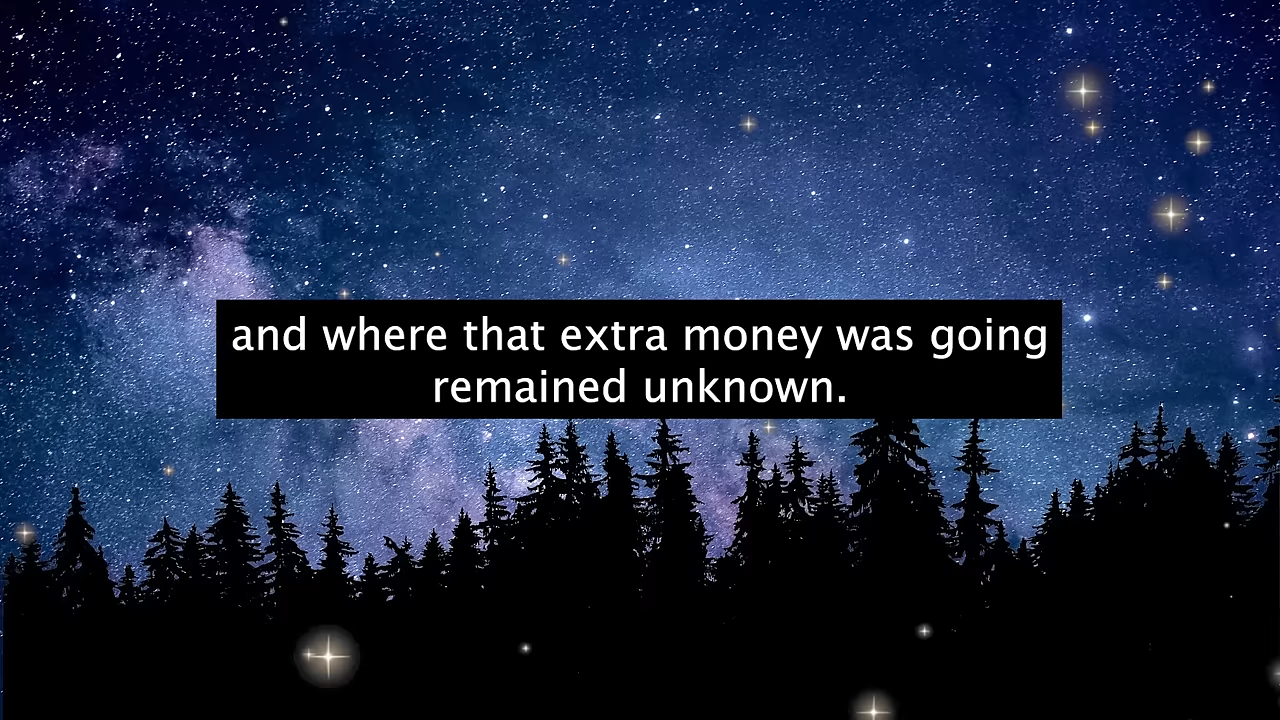 and where that extra money was going
remained unknown.